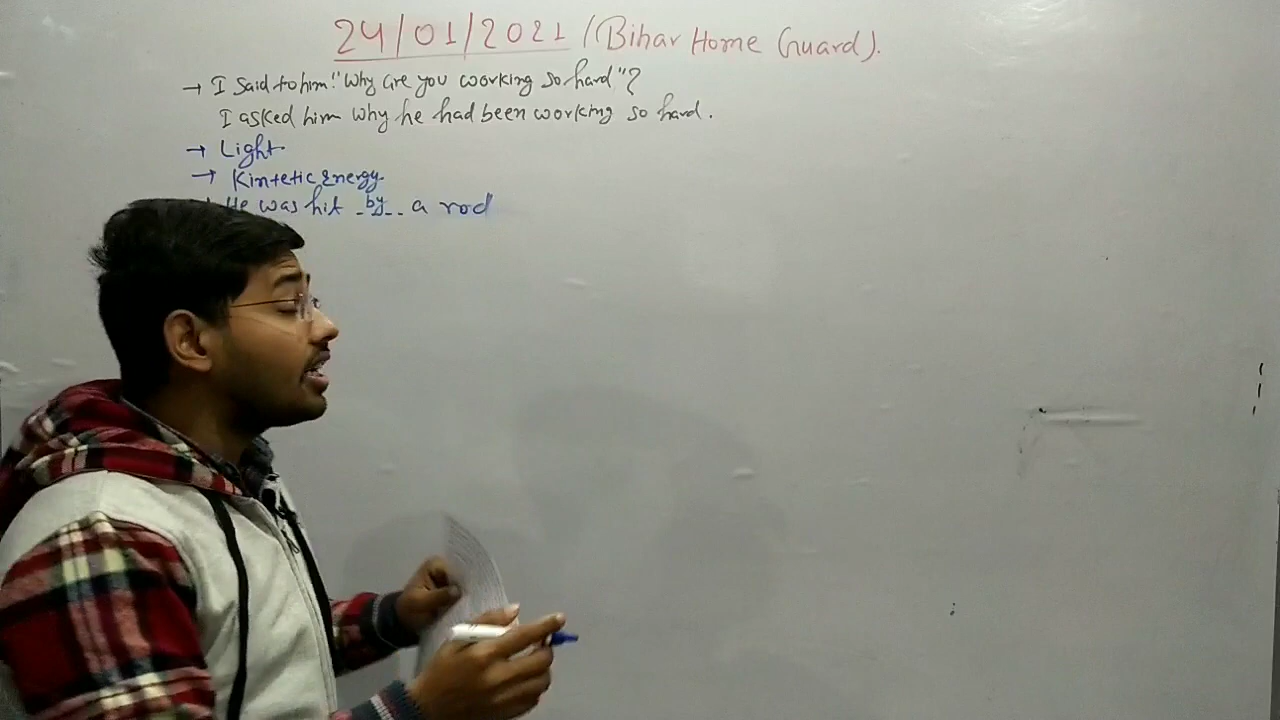 24/01/2021 (Bihar Home Guard).
→ I said to him "Why are you working so hard"?
I asked him why he had been working so hard.
→ Light
→ Kintetic Energy
He was hit by a rod